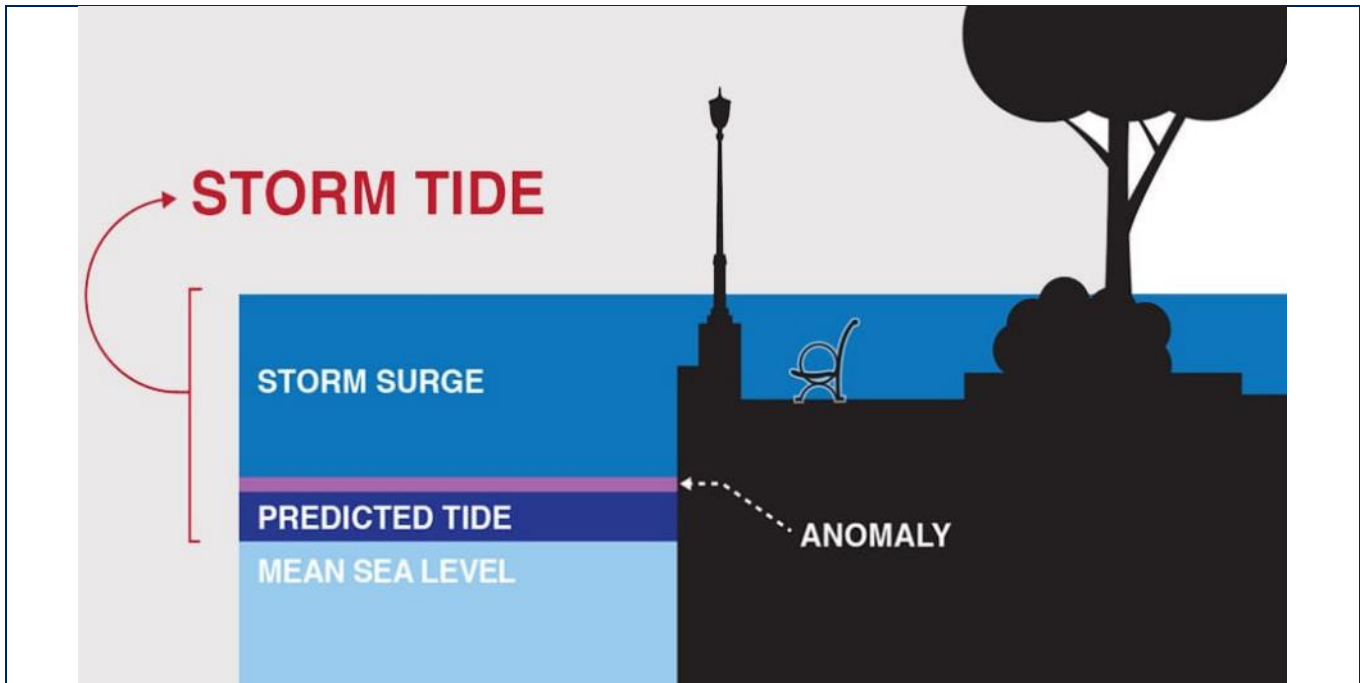 STORM TIDE
STORM SURGE
PREDICTED TIDE
ANOMALY
MEAN SEA LEVEL